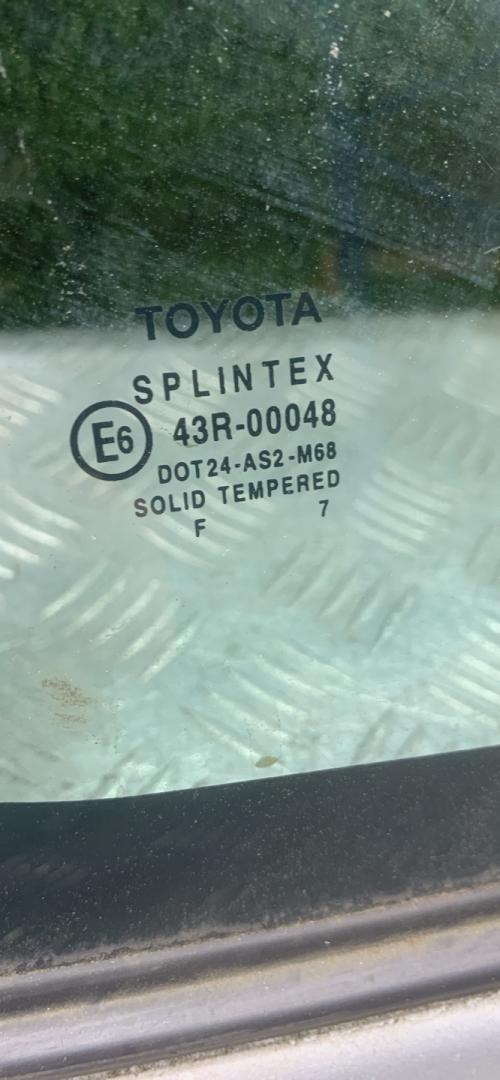 TOYOTA
SPLINTEX
E6 43R-00048
DOT24-AS2-M68
SOLID TEMPERED
F 7